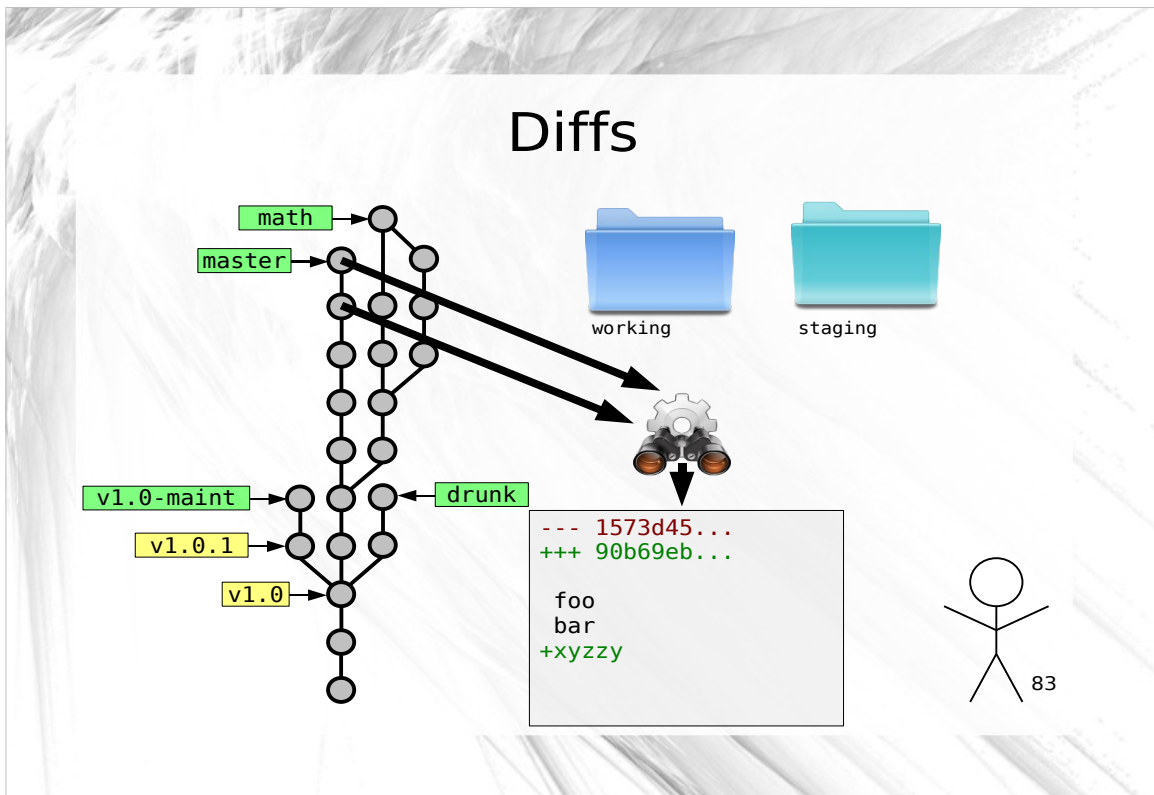 Diffs
math
master
working
staging
v1.0-maint
drunk
v1.0.1
v1.0
--- 1573d45...
+++ 90b69eb...
foo
bar
+xyzzy
83